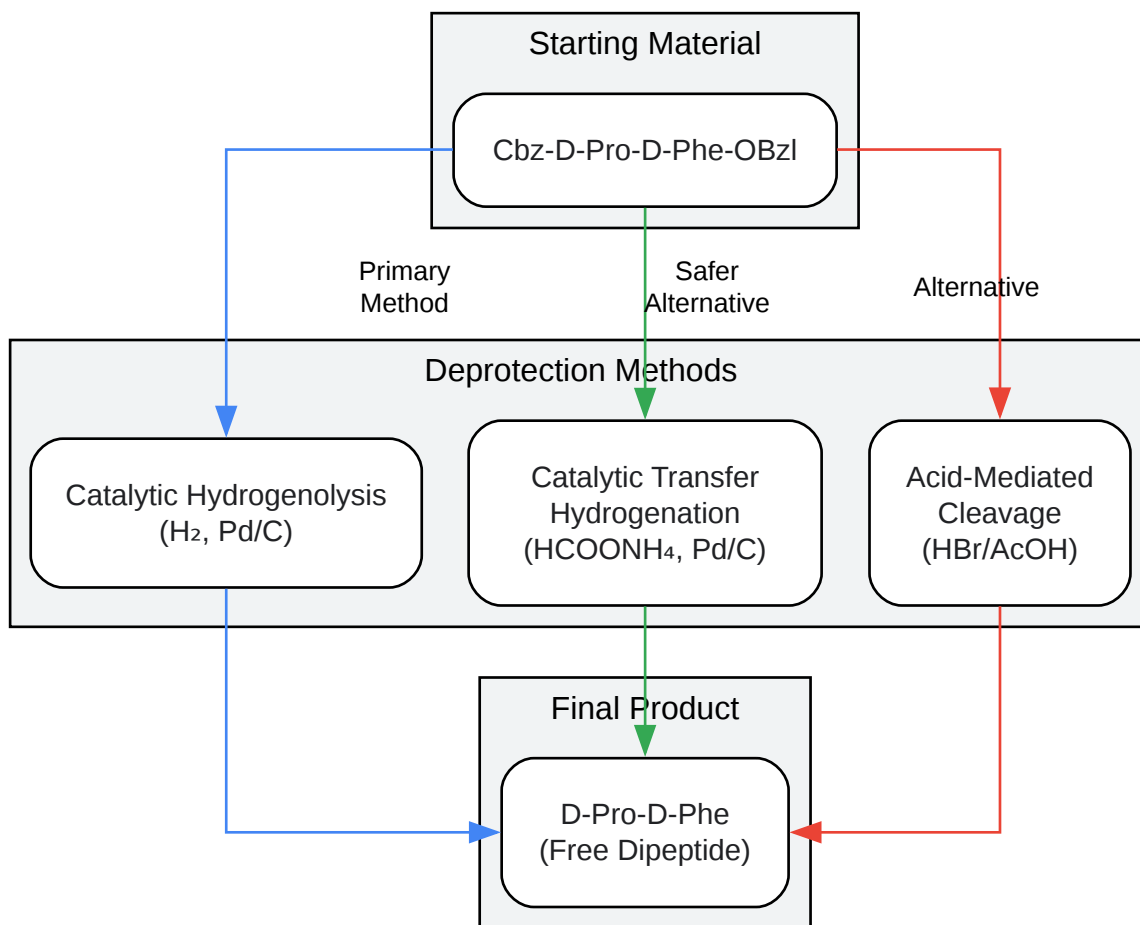 Starting Material
Cbz-D-Pro-D-Phe-OBzl
Primary
Method
Safer
Alternative
Alternative
Deprotection Methods
Catalytic Hydrogenolysis
(H₂, Pd/C)
Catalytic Transfer
Hydrogenation
(HCOONH₄, Pd/C)
Acid-Mediated
Cleavage
(HBr/AcOH)
Final Product
D-Pro-D-Phe
(Free Dipeptide)